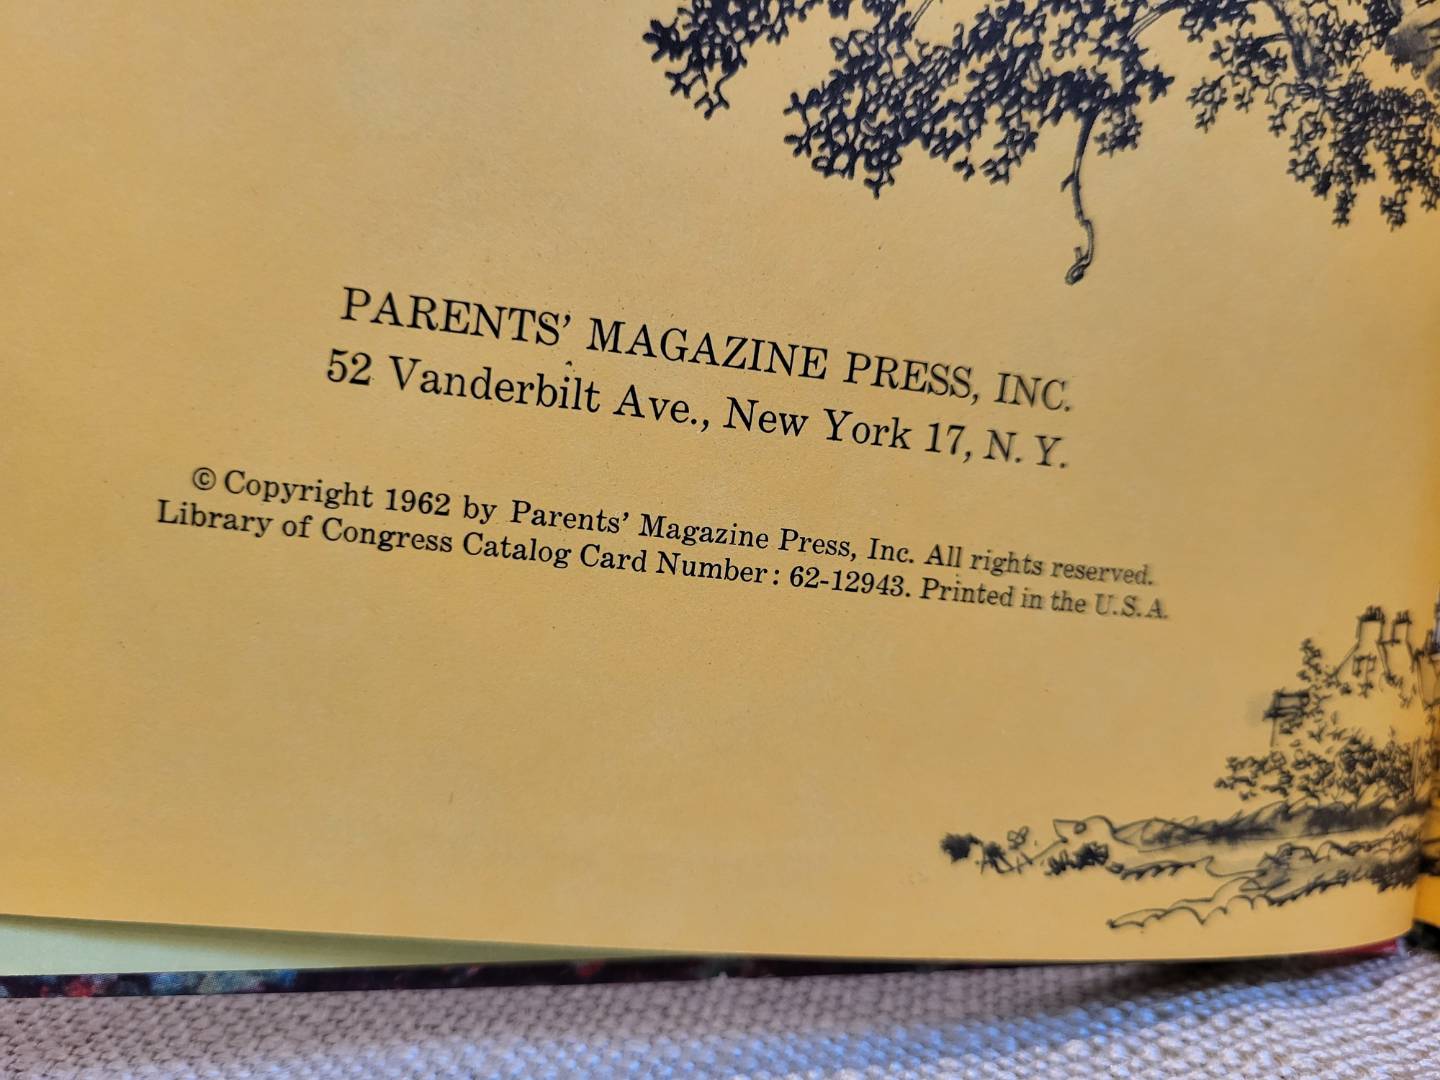 PARENTS’ MAGAZINE PRESS, INC.
52 Vanderbilt Ave., New York 17, N. Y.
© Copyright 1962 by Parents’ Magazine Press, Inc. All rights reserved.
Library of Congress Catalog Card Number: 62-12943. Printed in the U.S.A.